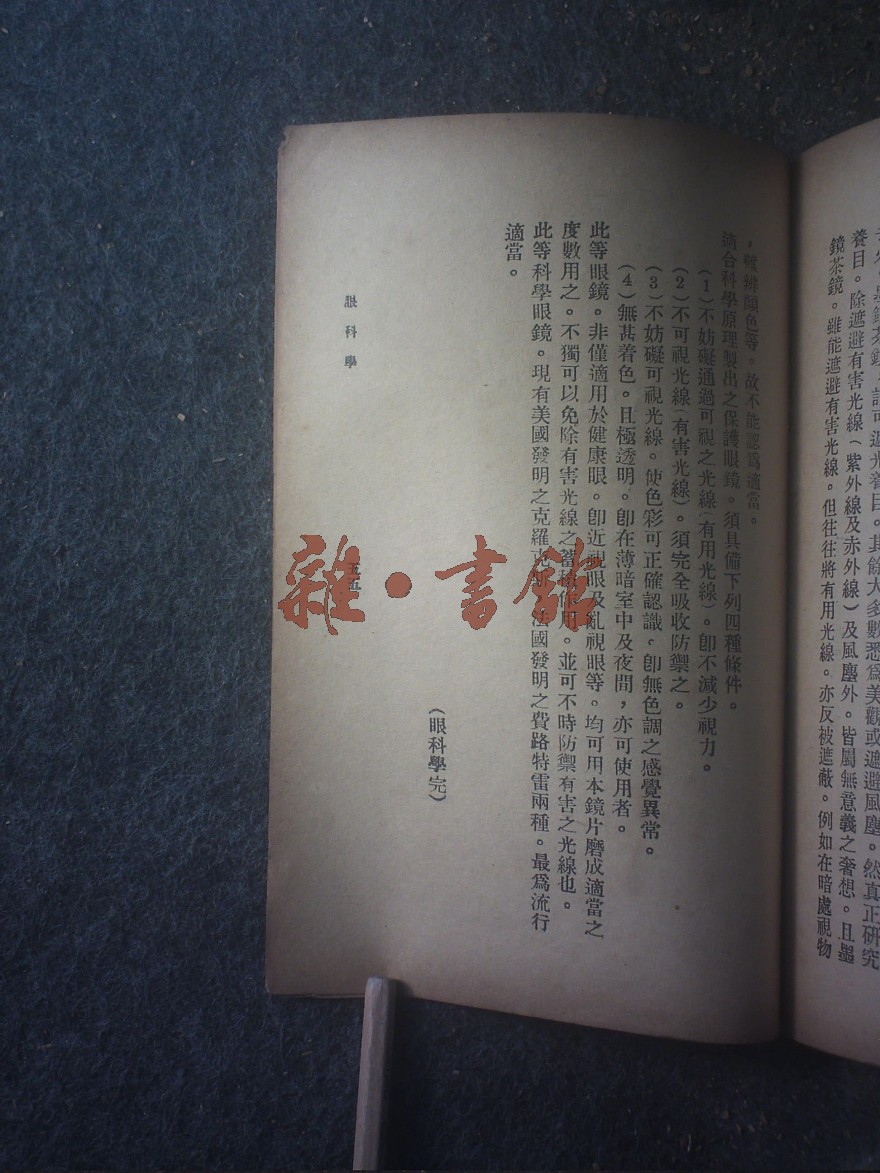 養目。除遮避有害光線(紫外線及赤外線)及風塵外。皆屬無意義之奢想。且墨
鏡茶鏡。雖能遮避有害光線。但往往將有用光線。亦反被遮蔽。例如在暗處視物
顏色等。故不能認爲適當。
適合科學原理製出之保護眼鏡。須具備下列四種條件。
(1)不妨礙通過可視之光線(有用光線)。卽不減少視力。
(2)不可視光線(有害光線)。須完全吸收防禦之。
(3)不妨礙可視光線。使色彩可正確認識。卽無色調之感覺異常。
(4)無甚着色。且極透明。卽在薄暗室中及夜間,亦可使用者。
此等眼鏡。非僅適用於健康眼。卽近視眼及亂視眼等。均可用本鏡片磨成適當之
度數用之。不獨可以免除有害光線之蓄積作用。並可不時防禦有害之光線也。
此等科學眼鏡。現有美國發明之克羅克斯 法國發明之費路特雷兩種。最爲流行
適當。
(眼科學完)
眼科學
五五
雜·書館